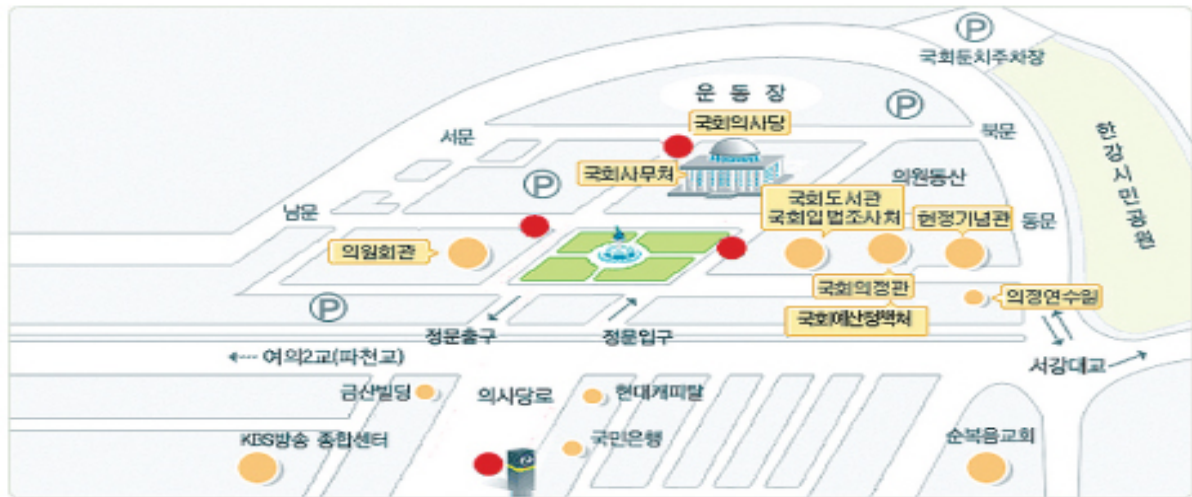 P
국회둔치주차장
운 동 장
P
국회의사당
서문
북문
한강시민공원
국회사무처
의원동산
P
국회도서관
국회입법조사처
헌정기념관
남문
동문
의원회관
국회의정관
의정연수원
P
국회예산정책처
정문출구
정문입구
여의2교(파천교)
서강대교
금산빌딩
의사당로
현대캐피탈
KBS방송 종합센터
국민은행
순복음교회